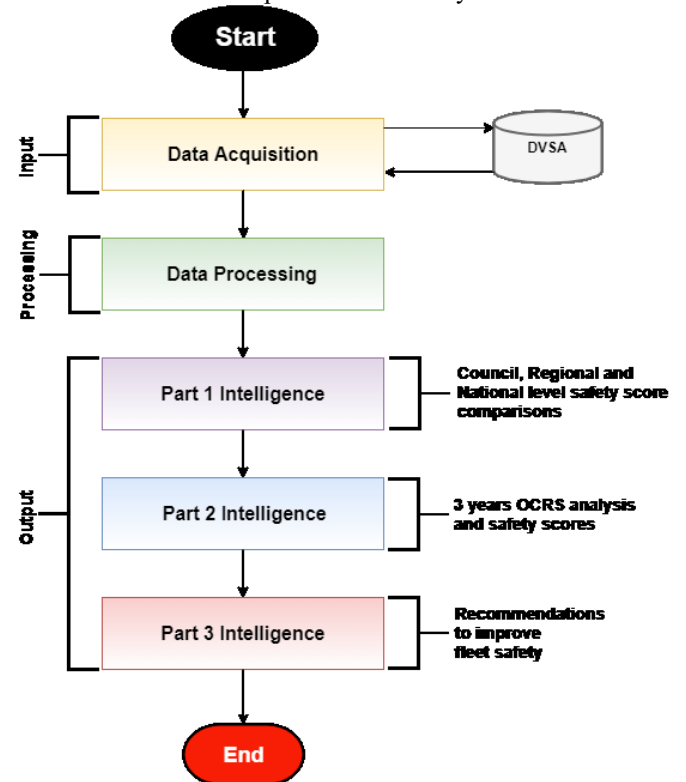 Start
Input
Data Acquisition
DVSA
Processing
Data Processing
Output
Part 1 Intelligence
Council, Regional and
National level safety score
comparisons
Part 2 Intelligence
3 years OCRS analysis
and safety scores
Part 3 Intelligence
Recommendations
to improve
fleet safety
End